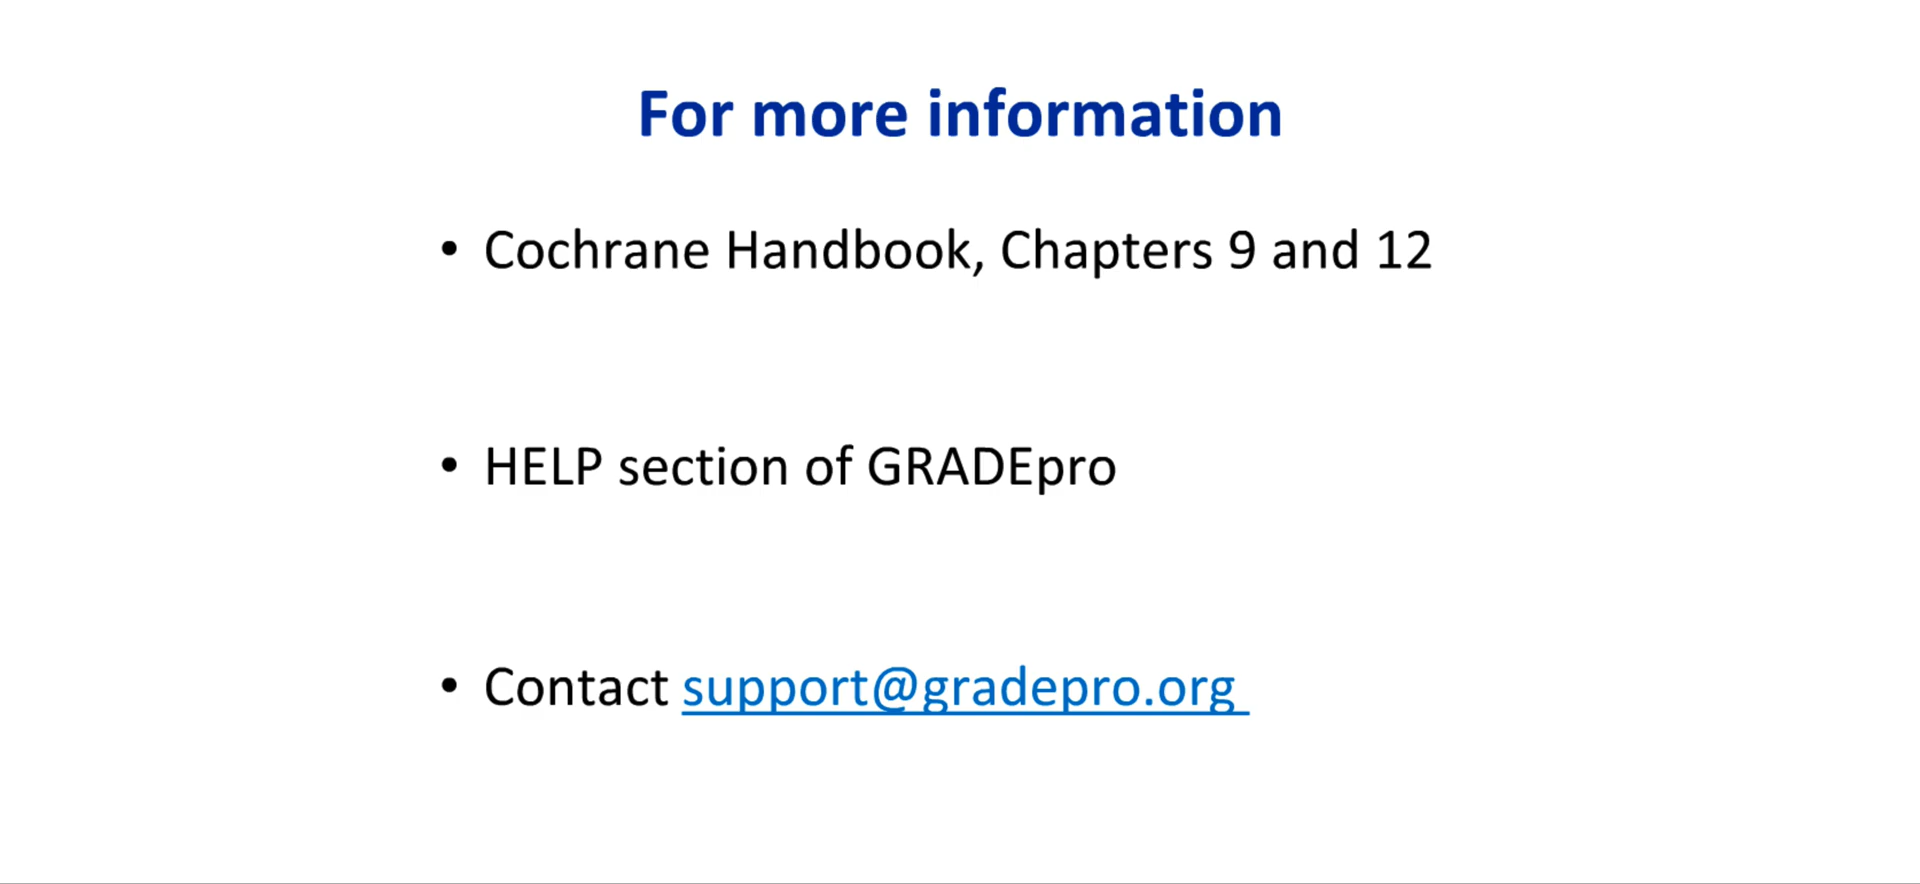 For more information
• Cochrane Handbook, Chapters 9 and 12
• HELP section of GRADEpro
• Contact support@gradepro.org